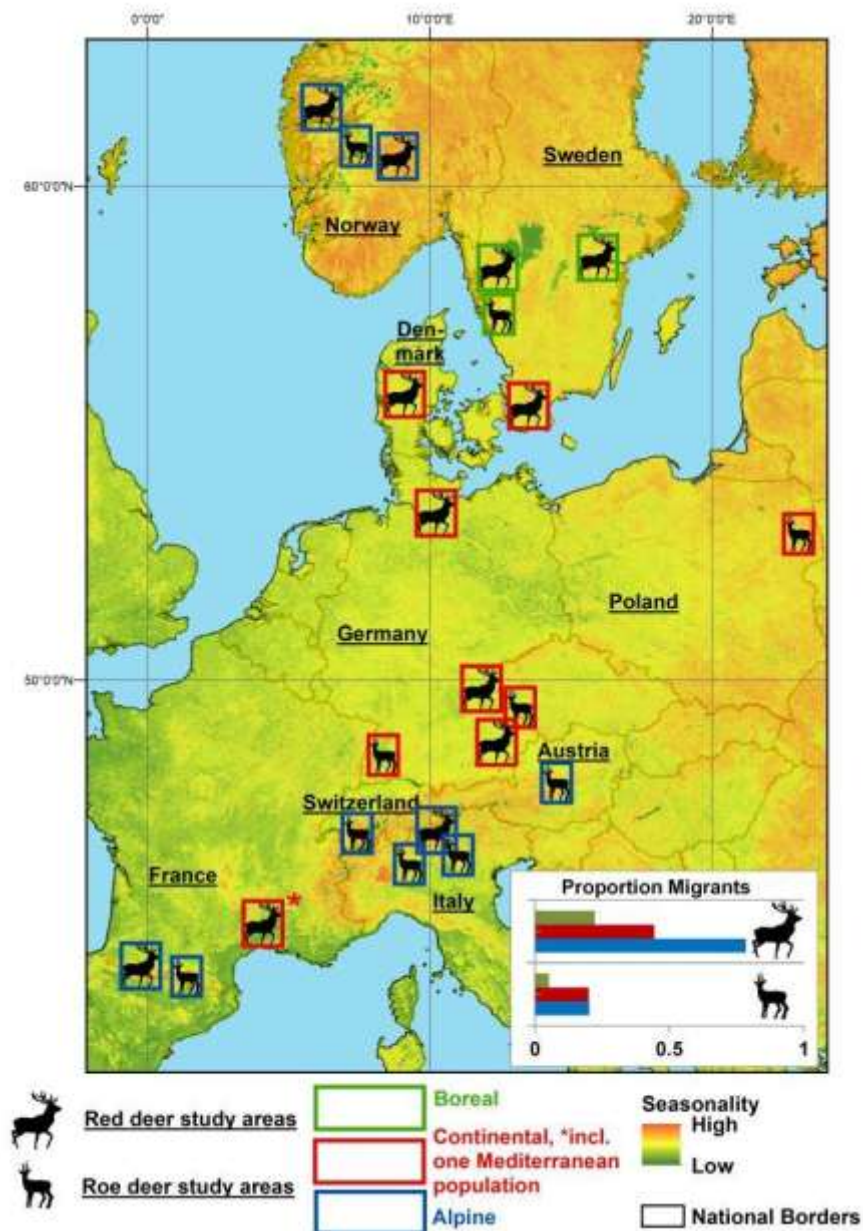 0°0'0"
10°0'0"E
20°0'0"E
Sweden
60°0'0"N
Norway
Den-
mark
Poland
Germany
50°0'0"N
Austria
Switzerland
France
*
Italy
Proportion Migrants
0
0.5
1
Red deer study areas
Roe deer study areas
Boreal
Continental, *incl.
one Mediterranean
population
Alpine
Seasonality
High
Low
National Borders